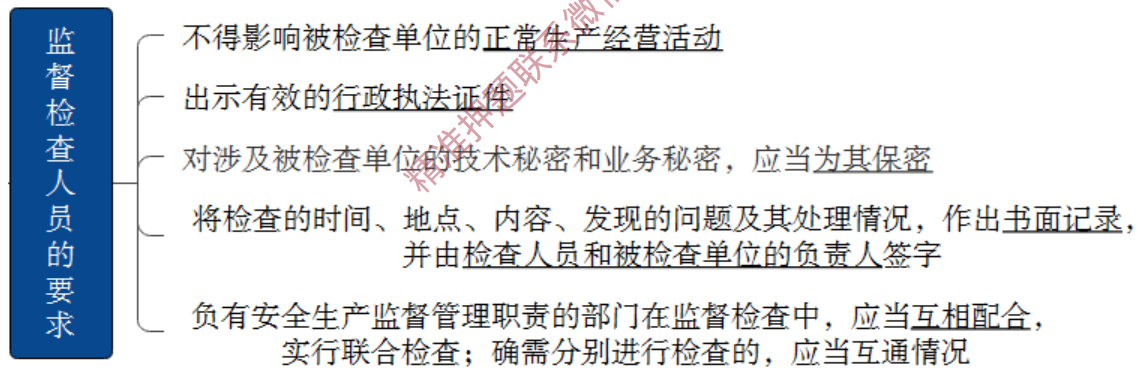 监督检查人员的要求
不得影响被检查单位的正常生产经营活动
出示有效的行政执法证件
对涉及被检查单位的技术秘密和业务秘密，应当为其保密
将检查的时间、地点、内容、发现的问题及其处理情况，作出书面记录，
并由检查人员和被检查单位的负责人签字
负有安全生产监督管理职责的部门在监督检查中，应当互相配合，
实行联合检查；确需分别进行检查的，应当互通情况
精准押题联系微